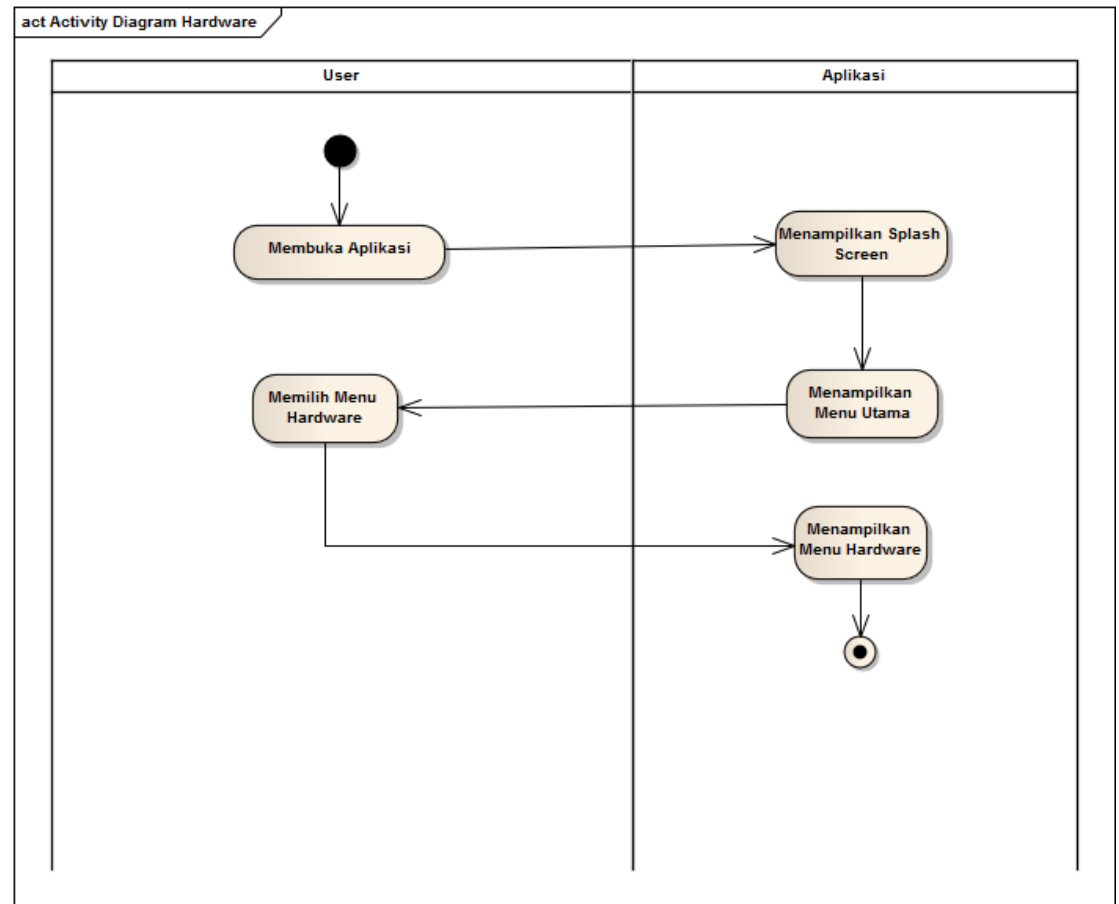 act Activity Diagram Hardware
User
Aplikasi
Membuka Aplikasi
Menampilkan Splash
Screen
Memilih Menu
Hardware
Menampilkan
Menu Utama
Menampilkan
Menu Hardware